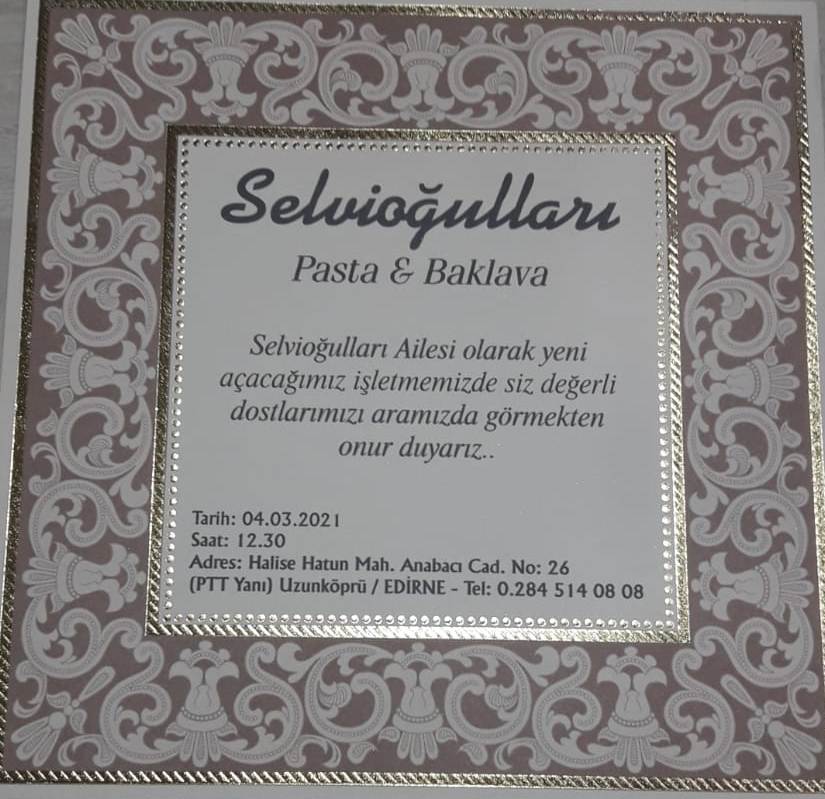 Selvioğulları
Pasta & Baklava
Selvioğulları Ailesi olarak yeni
açacağımız işletmemizde siz değerli
dostlarımızı aramızda görmekten
onur duyarız..
Tarih: 04.03.2021
Saat: 12.30
Adres: Halise Hatun Mah. Anabacı Cad. No: 26
(PTT Yanı) Uzunköprü / EDİRNE - Tel: 0.284 514 08 08